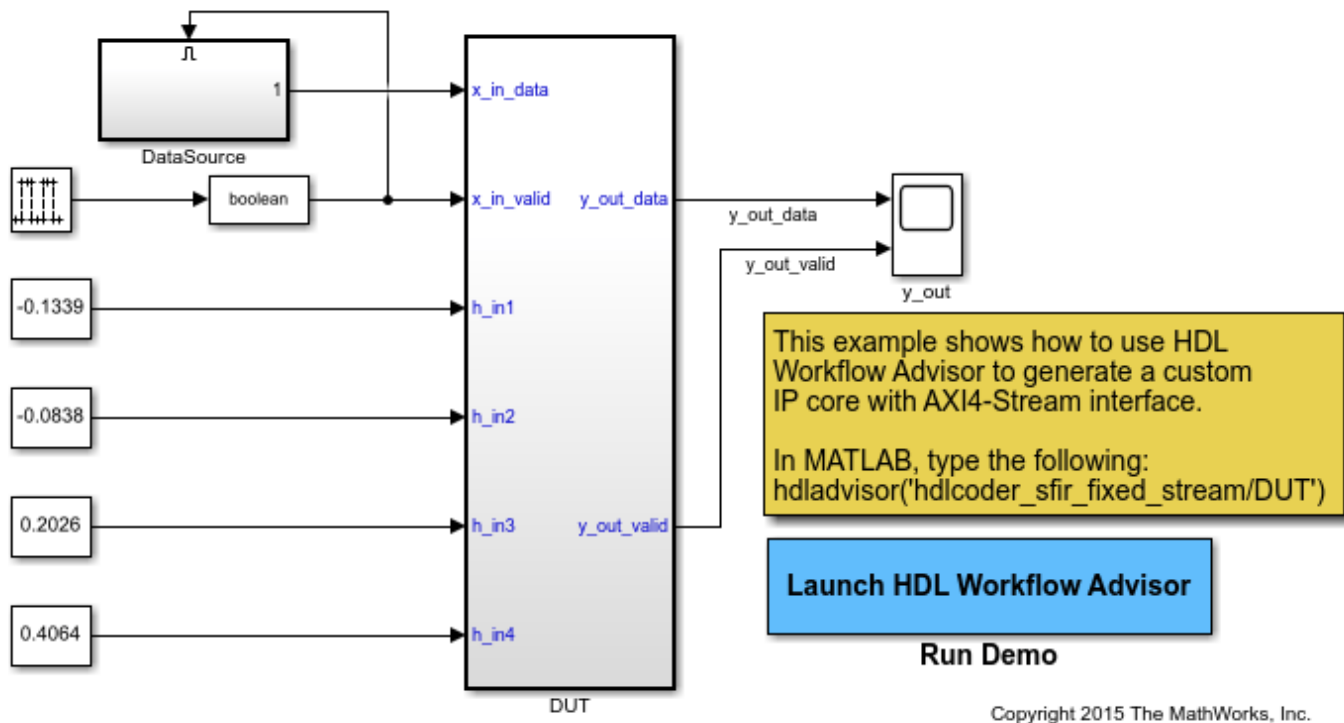 1
x_in_data
DataSource
boolean
x_in_valid
y_out_data
y_out_data
y_out_valid
y_out
-0.1339
h_in1
-0.0838
h_in2
0.2026
h_in3
y_out_valid
0.4064
h_in4
DUT
This example shows how to use HDL
Workflow Advisor to generate a custom
IP core with AXI4-Stream interface.
In MATLAB, type the following:
hdladvisor('hdlcoder_sfir_fixed_stream/DUT')
Launch HDL Workflow Advisor
Run Demo
Copyright 2015 The MathWorks, Inc.